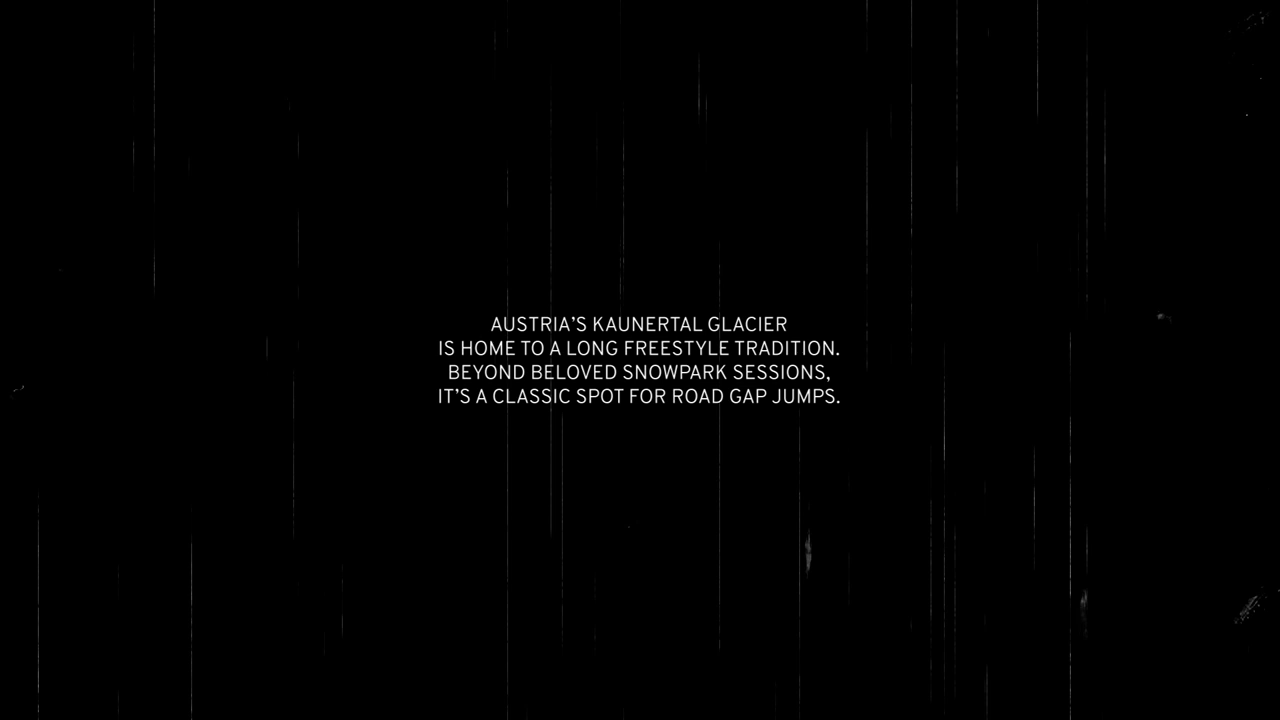 AUSTRIA’S KAUNERTAL GLACIER
IS HOME TO A LONG FREESTYLE TRADITION.
BEYOND BELOVED SNOWPARK SESSIONS,
IT’S A CLASSIC SPOT FOR ROAD GAP JUMPS.